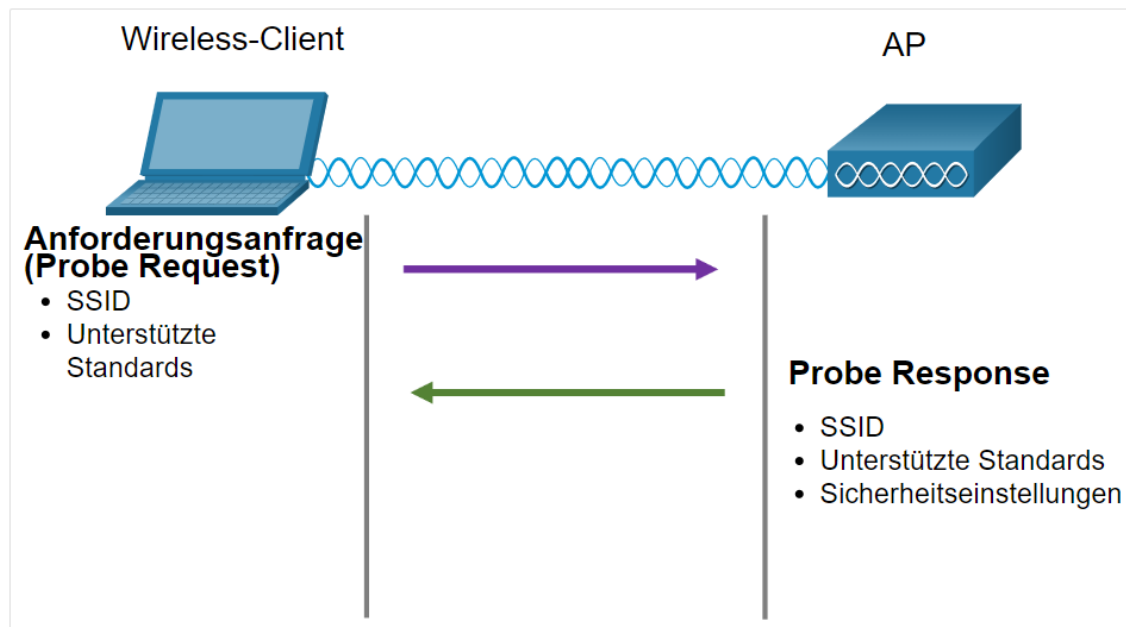 Wireless-Client
AP
Anforderungsanfrage
(Probe Request)
• SSID
• Unterstützte
Standards
Probe Response
• SSID
• Unterstützte Standards
• Sicherheitseinstellungen